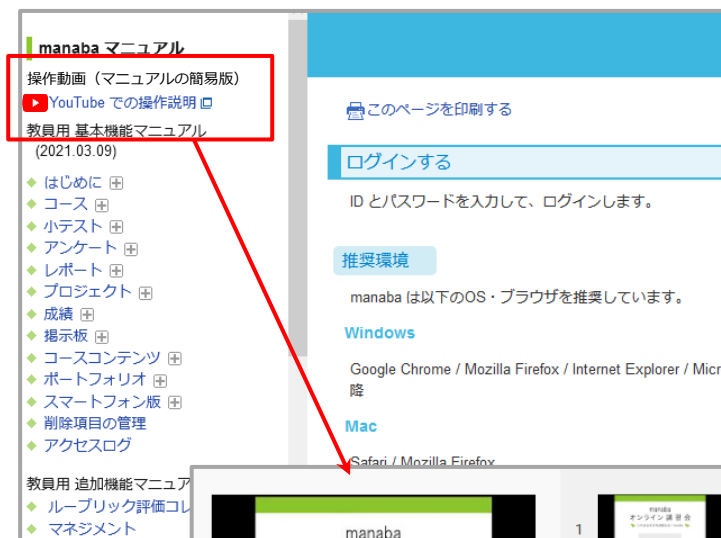 manaba マニュアル
操作動画（マニュアルの簡易版）
YouTube での操作説明
教員用 基本機能マニュアル
(2021.03.09)
はじめに
コース
小テスト
アンケート
レポート
プロジェクト
成績
掲示板
コースコンテンツ
ポートフォリオ
スマートフォン版
削除項目の管理
アクセスログ
教員用 追加機能マニュア
ルーブリック評価コレ
マネジメント
このページを印刷する
ログインする
ID とパスワードを入力して、ログインします。
推奨環境
manaba は以下のOS・ブラウザを推奨しています。
Windows
Google Chrome / Mozilla Firefox / Internet Explorer / Micr
降
Mac
Safari / Mozilla Firefox
manaba
1
manaba
オンライン講習会